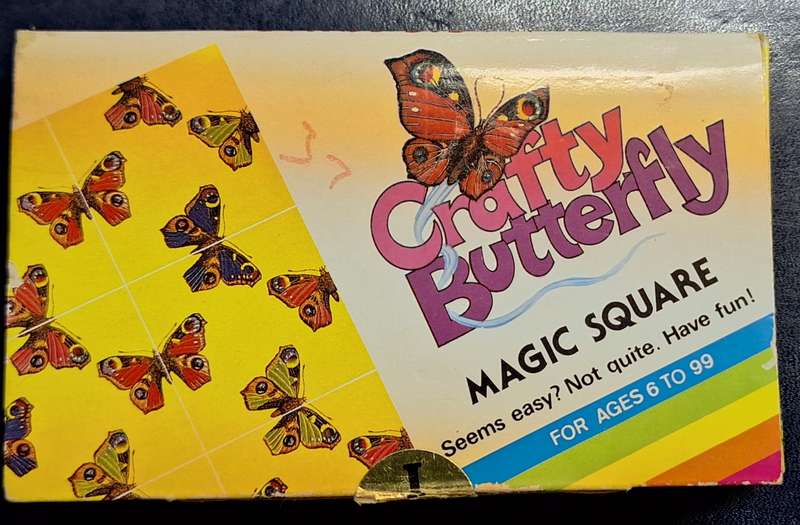 Crafty
Butterfly
MAGIC SQUARE
Seems easy? Not quite. Have fun!
FOR AGES 6 TO 99
I